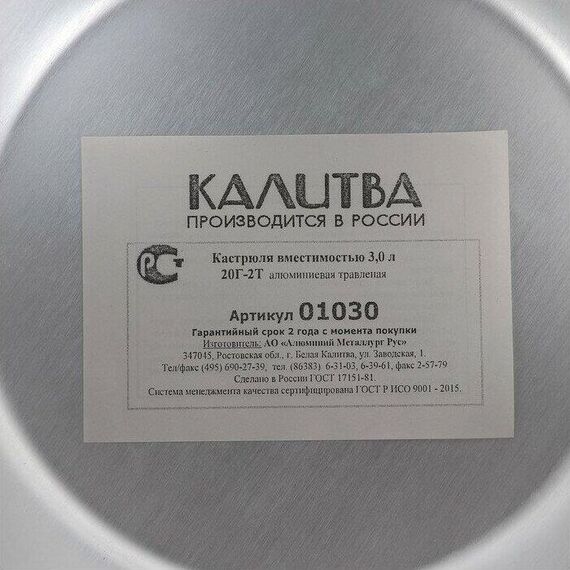 КАЛИТВА
ПРОИЗВОДИТСЯ В РОССИИ
РСТ
Кастрюля вместимостью 3,0 л
20Г-2Т алюминиевая травленая
Артикул 01030
Гарантийный срок 2 года с момента покупки
Изготовитель: АО «Алюминий Металлург Рус»
347045, Ростовская обл., г. Белая Калитва, ул. Заводская, 1.
Тел/факс (495) 690-27-39, тел. (86383) 6-31-03, 6-39-61, факс 2-57-79
Сделано в России ГОСТ 17151-81.
Система менеджмента качества сертифицирована ГОСТ Р ИСО 9001 - 2015.